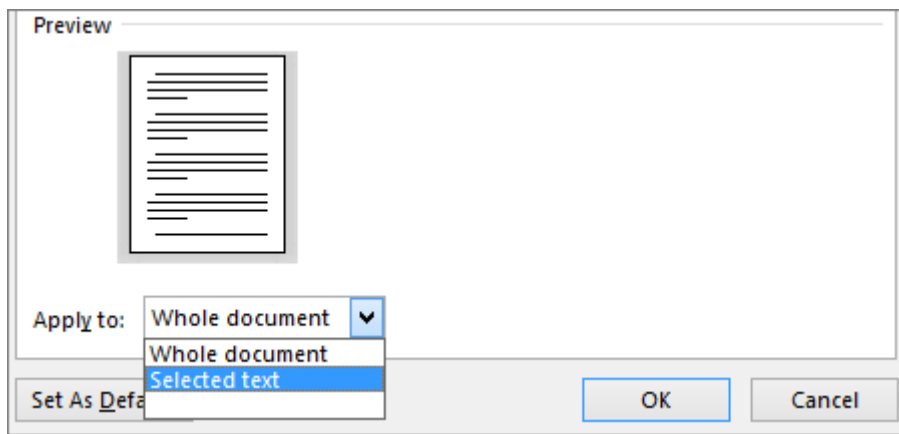 Preview
Apply to: Whole document
Whole document
Selected text
Set As Defa
OK
Cancel